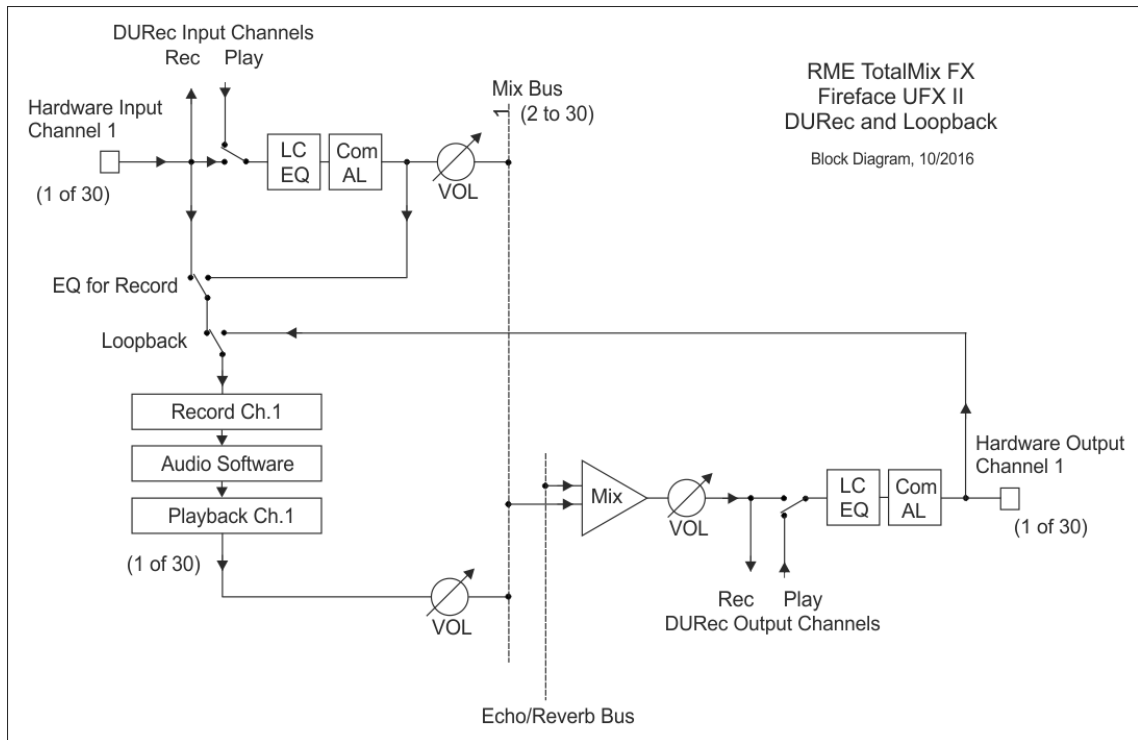 DURec Input Channels
Rec Play
Hardware Input
Channel 1
(1 of 30)
LC
EQ
Com
AL
VOL
Mix Bus
1 (2 to 30)
RME TotalMix FX
Fireface UFX II
DURec and Loopback
Block Diagram, 10/2016
EQ for Record
Loopback
Record Ch.1
Audio Software
Playback Ch.1
(1 of 30)
VOL
Mix
VOL
LC
EQ
Com
AL
Hardware Output
Channel 1
(1 of 30)
Rec Play
DURec Output Channels
Echo/Reverb Bus